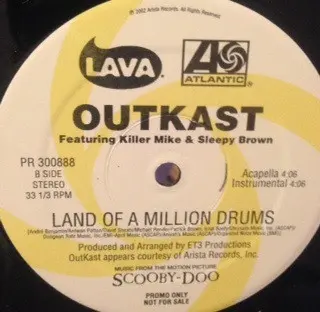 ℗ 2002 Arista Records. All Rights Reserved.
LAVA.
ATLANTIC
OUTKAST
Featuring Killer Mike & Sleepy Brown
PR 300888
B SIDE
STEREO
33 1/3 RPM
Acapella 4:06
Instrumental 4:06
LAND OF A MILLION DRUMS
Produced and Arranged by ET3 Productions
OutKast appears courtesy of Arista Records, Inc.
MUSIC FROM THE MOTION PICTURE
SCOOBY-DOO
PROMO ONLY
NOT FOR SALE